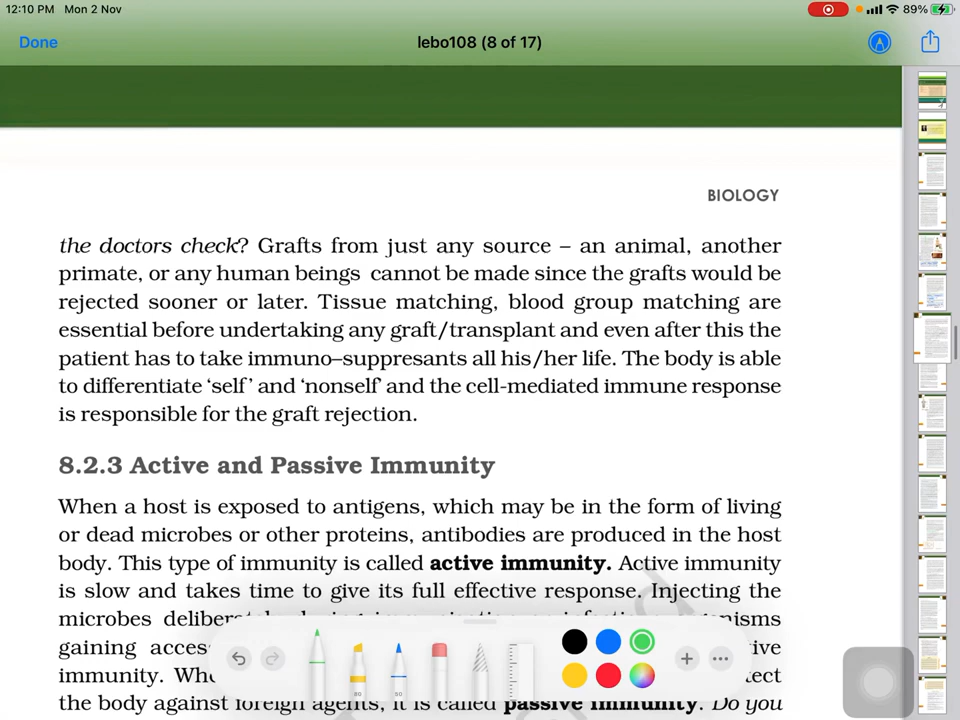 12:10 PM Mon 2 Nov
89%
Done
lebo108 (8 of 17)
BIOLOGY
the doctors check? Grafts from just any source – an animal, another
primate, or any human beings cannot be made since the grafts would be
rejected sooner or later. Tissue matching, blood group matching are
essential before undertaking any graft/transplant and even after this the
patient has to take immuno–suppresants all his/her life. The body is able
to differentiate ‘self’ and ‘nonself’ and the cell-mediated immune response
is responsible for the graft rejection.
8.2.3 Active and Passive Immunity
When a host is exposed to antigens, which may be in the form of living
or dead microbes or other proteins, antibodies are produced in the host
body. This type of immunity is called active immunity. Active immunity
is slow and takes time to give its full effective response. Injecting the
microbes
gaining
immunity.
the body against foreign agents, it is called passive immunity. Do you
80
50